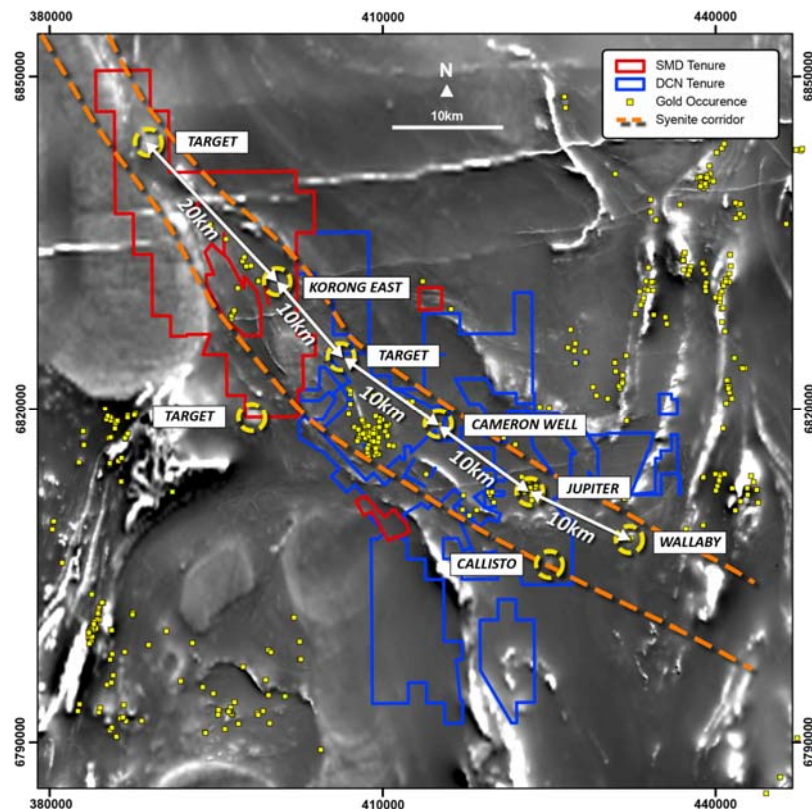 380000
410000
440000
6850000
6850000
SMD Tenure
DCN Tenure
Gold Occurence
Syenite corridor
N
10km
TARGET
20km
KORONG EAST
10km
TARGET
10km
6820000
6820000
TARGET
CAMERON WELL
10km
JUPITER
10km
WALLABY
CALLISTO
6790000
6790000
380000
410000
440000